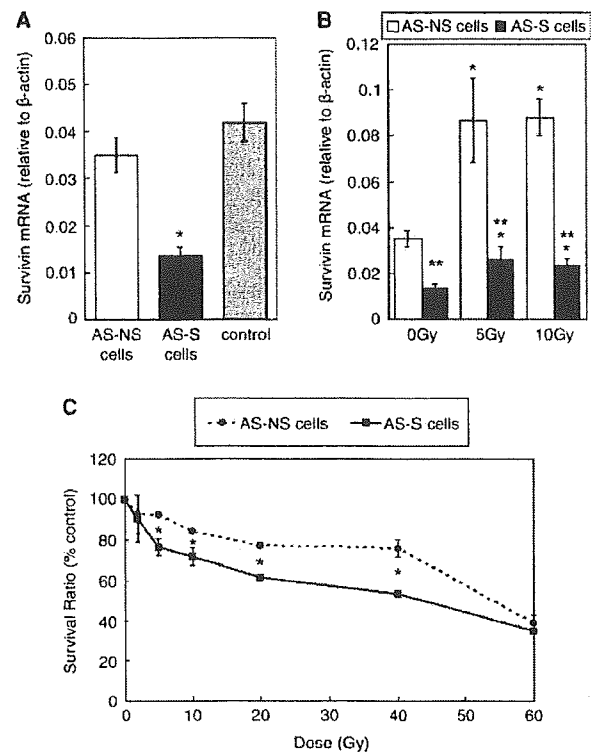 A
Survivin mRNA (relative to β-actin)
0.06
0.05
0.04
0.03
0.02
0.01
0
*
AS-NS cells
AS-S cells
control
B
AS-NS cells AS-S cells
Survivin mRNA (relative to β-actin)
0.12
0.1
0.08
0.06
0.04
0.02
0
** * ** * * ** *
0Gy 5Gy 10Gy
C
AS-NS cells AS-S cells
Survival Ratio (% control)
120
100
80
60
40
20
0
* * * *
0 10 20 30 40 50 60
Dose (Gy)